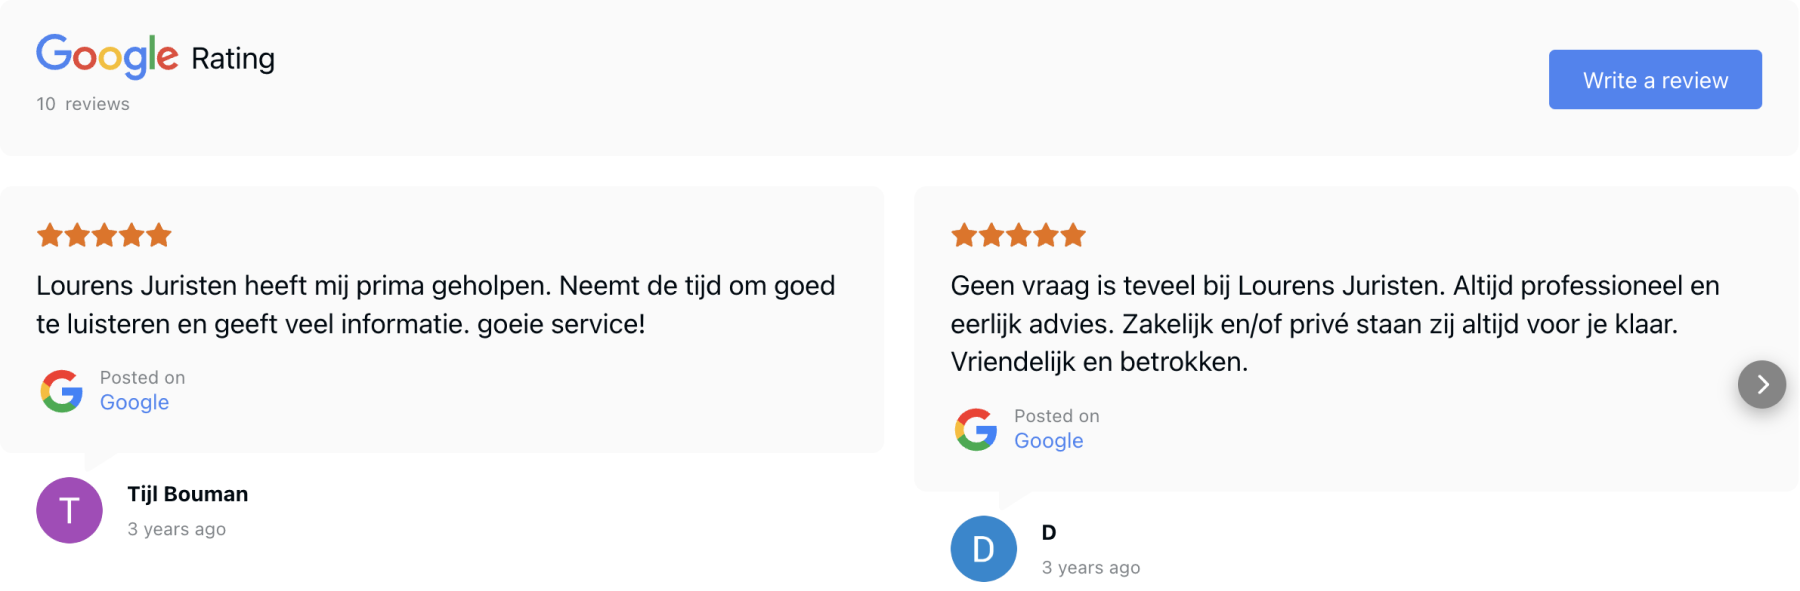 Google Rating
10 reviews
Write a review
Lourens Juristen heeft mij prima geholpen. Neemt de tijd om goed
te luisteren en geeft veel informatie. goeie service!
Posted on
Google
T
Tijl Bouman
3 years ago
Geen vraag is teveel bij Lourens Juristen. Altijd professioneel en
eerlijk advies. Zakelijk en/of privé staan zij altijd voor je klaar.
Vriendelijk en betrokken.
Posted on
Google
D
D
3 years ago